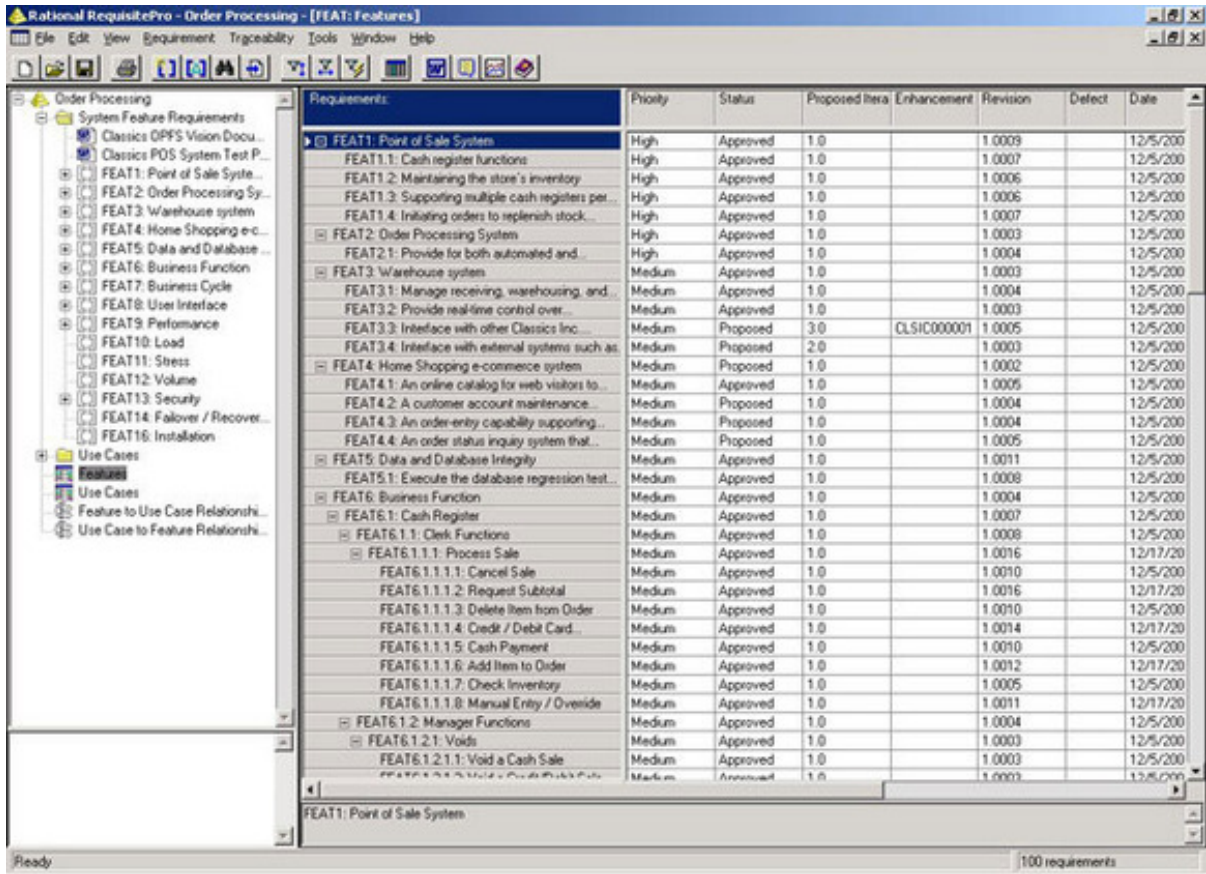 Rational RequisitePro - Order Processing - [FEAT: Features]
File Edit View Requirement Traceability Tools Window Help
Order Processing
System Feature Requirements
Classics OPFS Vision Docu...
Classics POS System Test P...
FEAT1: Point of Sale Syste...
FEAT2: Order Processing Sy...
FEAT3: Warehouse system
FEAT4: Home Shopping e-c...
FEAT5: Data and Database ...
FEAT6: Business Function
FEAT7: Business Cycle
FEAT8: User Interface
FEAT9: Performance
FEAT10: Load
FEAT11: Stress
FEAT12: Volume
FEAT13: Security
FEAT14: Failover / Recover...
FEAT16: Installation
Use Cases
Features
Use Cases
Feature to Use Case Relationshi...
Use Case to Feature Relationshi...
Requirements: Priority Status Proposed Itera Enhancement Revision Defect Date
FEAT1: Point of Sale System High Approved 1.0 1.0009 12/5/200
FEAT1.1: Cash register functions High Approved 1.0 1.0007 12/5/200
FEAT1.2: Maintaining the store's inventory High Approved 1.0 1.0006 12/5/200
FEAT1.3: Supporting multiple cash registers per... High Approved 1.0 1.0006 12/5/200
FEAT1.4: Initiating orders to replenish stock... High Approved 1.0 1.0007 12/5/200
FEAT2: Order Processing System High Approved 1.0 1.0003 12/5/200
FEAT2.1: Provide for both automated and... High Approved 1.0 1.0004 12/5/200
FEAT3: Warehouse system Medium Approved 1.0 1.0003 12/5/200
FEAT3.1: Manage receiving, warehousing, and... Medium Approved 1.0 1.0004 12/5/200
FEAT3.2: Provide real-time control over... Medium Approved 1.0 1.0003 12/5/200
FEAT3.3: Interface with other Classics Inc.... Medium Proposed 3.0 CLSIC000001 1.0005 12/5/200
FEAT3.4: Interface with external systems such as Medium Proposed 2.0 1.0003 12/5/200
FEAT4: Home Shopping e-commerce system Medium Proposed 1.0 1.0002 12/5/200
FEAT4.1: An online catalog for web visitors to... Medium Proposed 1.0 1.0005 12/5/200
FEAT4.2: A customer account maintenance... Medium Proposed 1.0 1.0004 12/5/200
FEAT4.3: An order-entry capability supporting... Medium Proposed 1.0 1.0004 12/5/200
FEAT4.4: An order status inquiry system that... Medium Proposed 1.0 1.0005 12/5/200
FEAT5: Data and Database Integrity Medium Approved 1.0 1.0011 12/5/200
FEAT5.1: Execute the database regression test... Medium Approved 1.0 1.0008 12/5/200
FEAT6: Business Function Medium Approved 1.0 1.0004 12/5/200
FEAT6.1: Cash Register Medium Approved 1.0 1.0007 12/5/200
FEAT6.1.1: Clerk Functions Medium Approved 1.0 1.0008 12/5/200
FEAT6.1.1.1: Process Sale Medium Approved 1.0 1.0016 12/17/20
FEAT6.1.1.1.1: Cancel Sale Medium Approved 1.0 1.0010 12/5/200
FEAT6.1.1.1.2: Request Subtotal Medium Approved 1.0 1.0016 12/17/20
FEAT6.1.1.1.3: Delete Item from Order Medium Approved 1.0 1.0010 12/5/200
FEAT6.1.1.1.4: Credit / Debit Card... Medium Approved 1.0 1.0014 12/17/20
FEAT6.1.1.1.5: Cash Payment Medium Approved 1.0 1.0010 12/5/200
FEAT6.1.1.1.6: Add Item to Order Medium Approved 1.0 1.0012 12/17/20
FEAT6.1.1.1.7: Check Inventory Medium Approved 1.0 1.0005 12/5/200
FEAT6.1.1.1.8: Manual Entry / Override Medium Approved 1.0 1.0011 12/17/20
FEAT6.1.2: Manager Functions Medium Approved 1.0 1.0004 12/5/200
FEAT6.1.2.1: Voids Medium Approved 1.0 1.0003 12/5/200
FEAT6.1.2.1.1: Void a Cash Sale Medium Approved 1.0 1.0003 12/5/200
FEAT6.1.2.1.2: Void a Credit/Debit Sale Medium Approved 1.0 1.0003 12/5/200
FEAT1: Point of Sale System
Ready 100 requirements